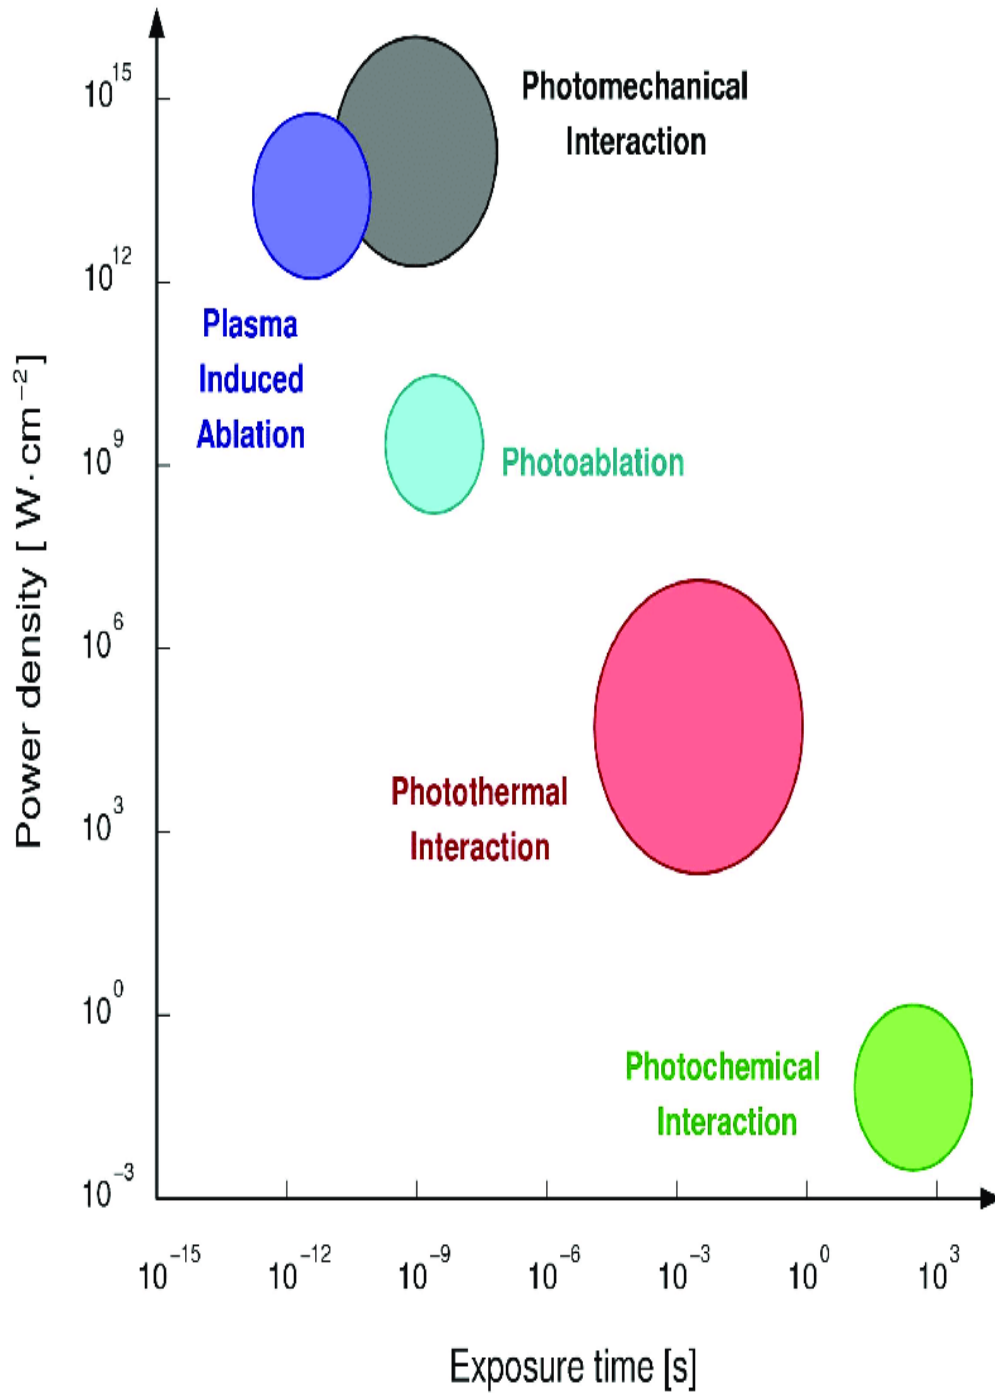 10^15
Photomechanical
Interaction
10^12
Plasma
Induced
Ablation
10^9
Photoablation
10^6
Photothermal
Interaction
10^3
10^0
Photochemical
Interaction
10^−3
Power density [ W·cm^−2]
10^−15 10^−12 10^−9 10^−6 10^−3 10^0 10^3
Exposure time [s]